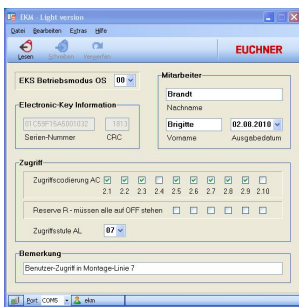 EKM - Light version
Datei Bearbeiten Extras Hilfe
Lesen Schreiben Verwerfen
EUCHNER
EKS Betriebsmodus OS 00
Mitarbeiter
Brandt
Nachname
Brigitte 02.08.2010
Vorname Ausgabedatum
Electronic-Key Information
Serien-Nummer CRC
Zugriff
Zugriffscodierung AC
2.1 2.2 2.3 2.4 2.5 2.6 2.7 2.8 2.9 2.10
Reserve R - müssen alle auf OFF stehen
Zugriffsstufe AL 07
Bemerkung
Benutzer-Zugriff in Montage-Linie 7
Port COM5 ekm